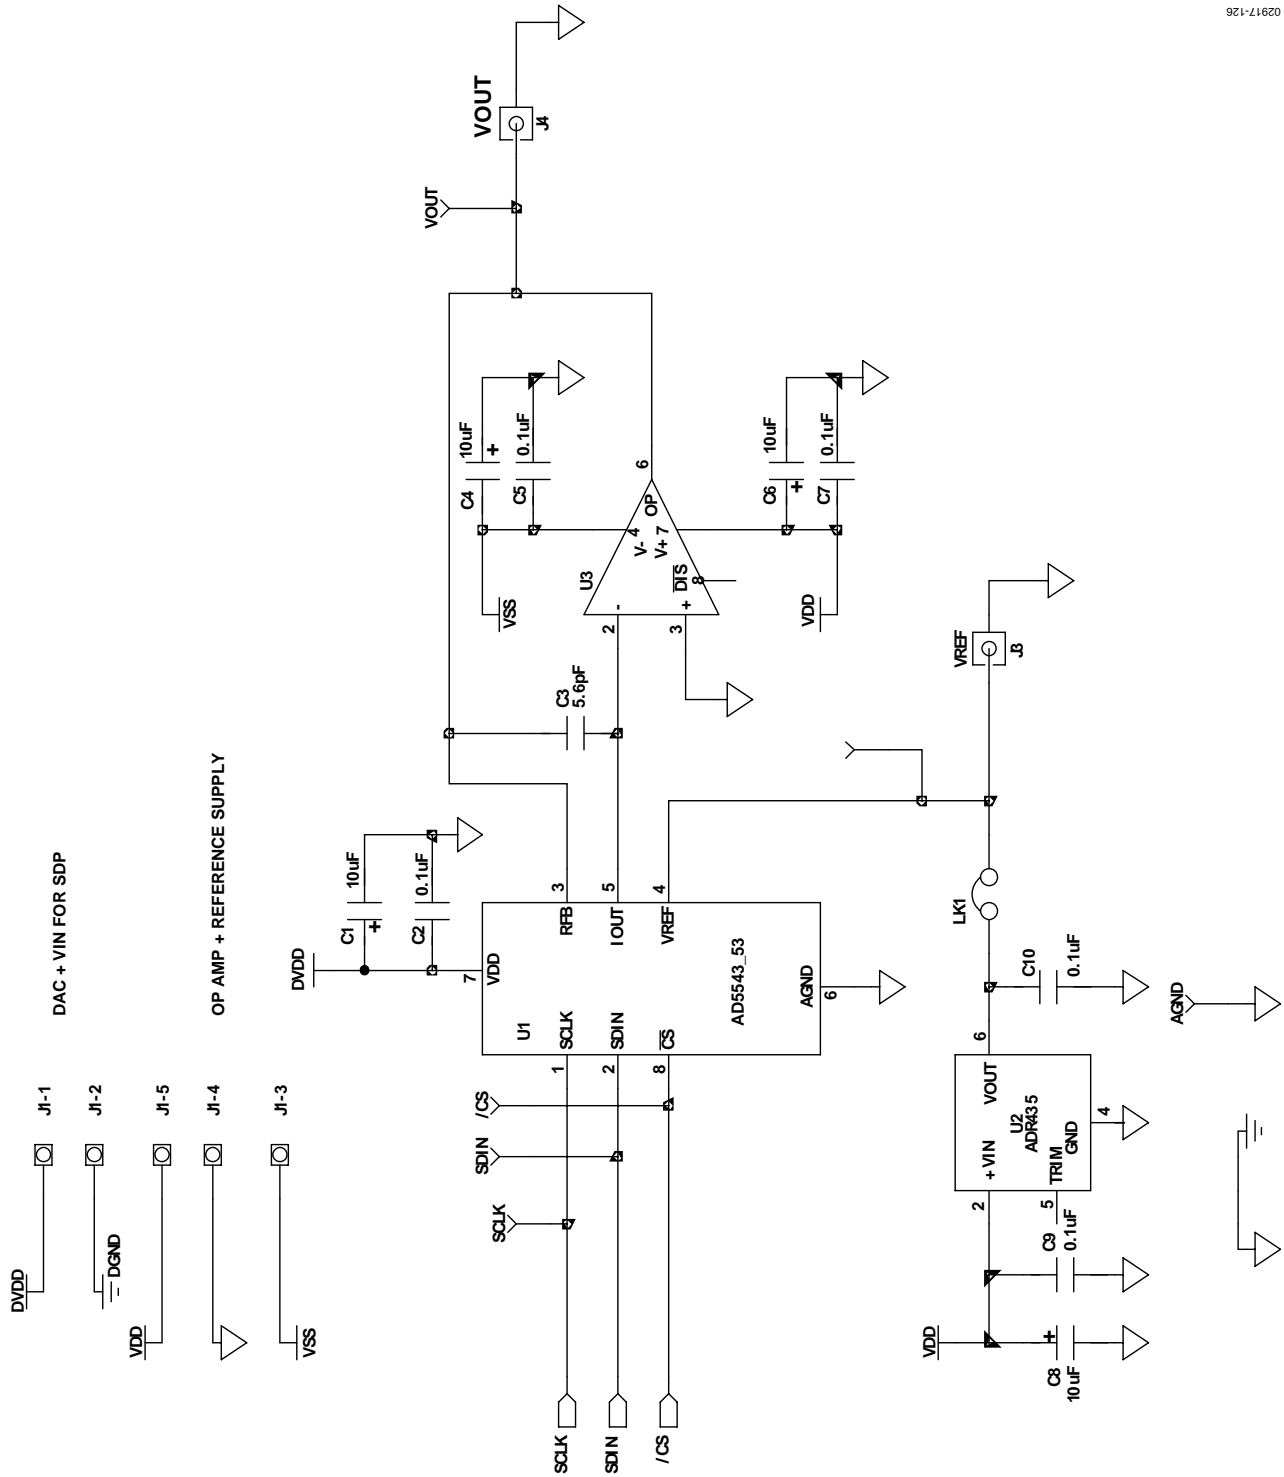 02917-126
DAC + VIN FOR SDP
OP AMP + REFERENCE SUPPLY
DVDD
J1-1
DGND
J1-2
VDD
J1-5
J1-4
VSS
J1-3
SCLK
SDIN
/CS
SCLK
SDIN
/CS
DVDD
C1
10uF
+
C2
0.1uF
U1
AD5543_53
1
SCLK
2
SDIN
8
CS
7
VDD
RFB
3
IOUT
5
VREF
4
AGND
6
C3
5.6pF
U3
2
-
3
+
V-
4
V+
7
DIS
8
OP
6
VSS
C4
10uF
+
C5
0.1uF
VDD
C6
10uF
+
C7
0.1uF
VOUT
VOUT
J4
VREF
J3
LK1
C10
0.1uF
U2
ADR435
2
+VIN
5
TRIM
VOUT
6
GND
4
VDD
C8
10uF
+
C9
0.1uF
AGND